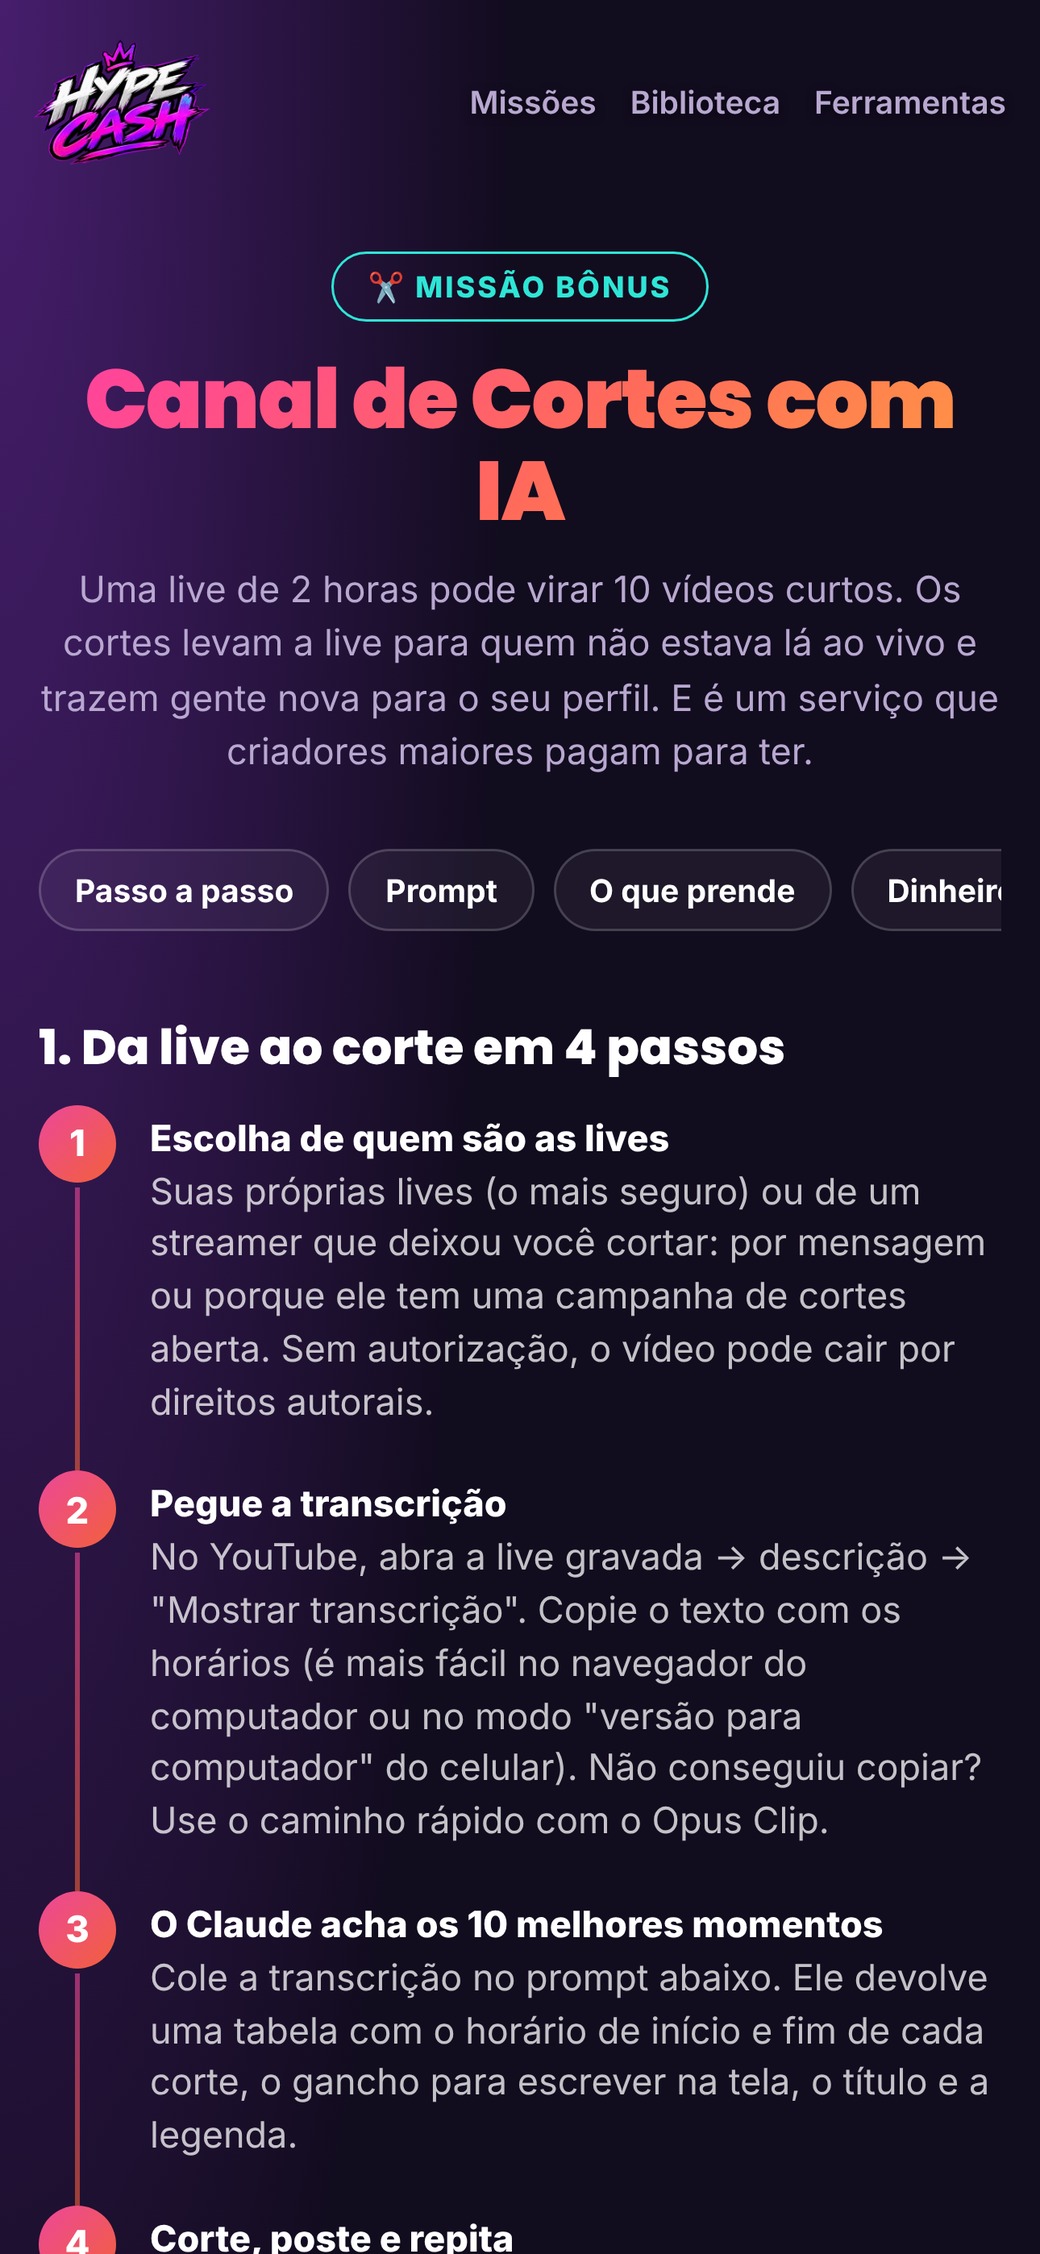 HYPE
CASH
Missões Biblioteca Ferramentas
✂️ MISSÃO BÔNUS
Canal de Cortes com
IA
Uma live de 2 horas pode virar 10 vídeos curtos. Os
cortes levam a live para quem não estava lá ao vivo e
trazem gente nova para o seu perfil. E é um serviço que
criadores maiores pagam para ter.
Passo a passo Prompt O que prende Dinheiro
1. Da live ao corte em 4 passos
1 Escolha de quem são as lives
Suas próprias lives (o mais seguro) ou de um
streamer que deixou você cortar: por mensagem
ou porque ele tem uma campanha de cortes
aberta. Sem autorização, o vídeo pode cair por
direitos autorais.
2 Pegue a transcrição
No YouTube, abra a live gravada → descrição →
"Mostrar transcrição". Copie o texto com os
horários (é mais fácil no navegador do
computador ou no modo "versão para
computador" do celular). Não conseguiu copiar?
Use o caminho rápido com o Opus Clip.
3 O Claude acha os 10 melhores momentos
Cole a transcrição no prompt abaixo. Ele devolve
uma tabela com o horário de início e fim de cada
corte, o gancho para escrever na tela, o título e a
legenda.
4 Corte, poste e repita